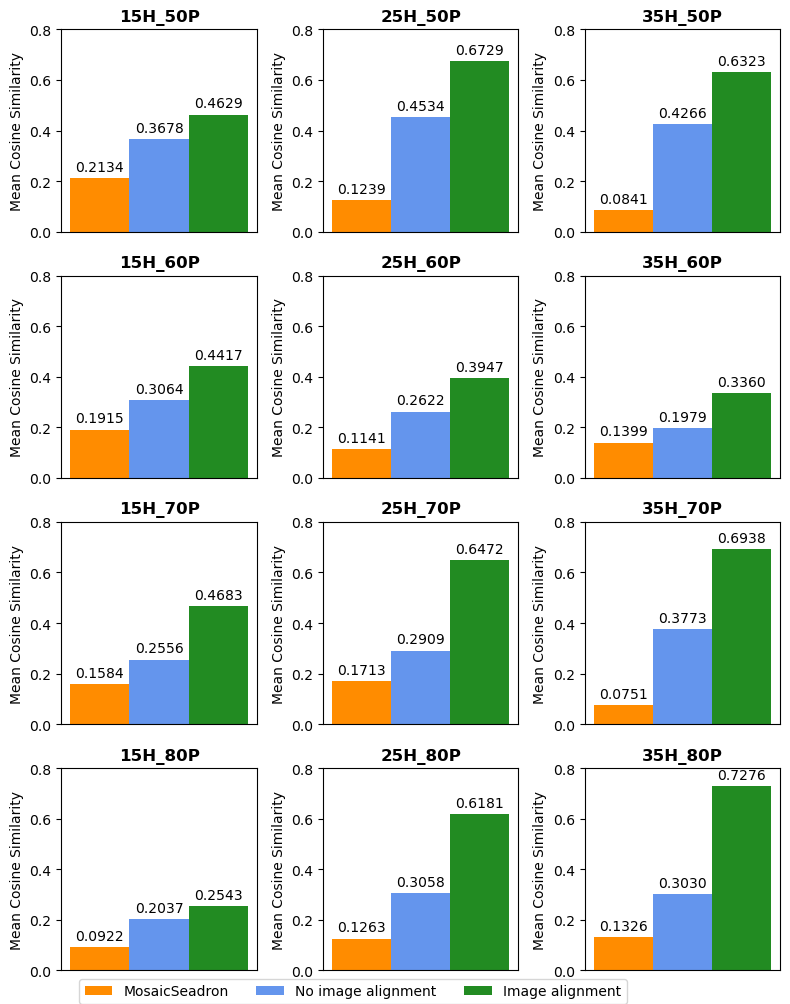 15H_50P 25H_50P 35H_50P
Mean Cosine Similarity Mean Cosine Similarity Mean Cosine Similarity
0.8 0.8 0.8
0.6 0.6 0.6
0.4 0.4 0.4
0.2 0.2 0.2
0.0 0.0 0.0
0.2134 0.3678 0.4629 0.1239 0.4534 0.6729 0.0841 0.4266 0.6323
15H_60P 25H_60P 35H_60P
Mean Cosine Similarity Mean Cosine Similarity Mean Cosine Similarity
0.8 0.8 0.8
0.6 0.6 0.6
0.4 0.4 0.4
0.2 0.2 0.2
0.0 0.0 0.0
0.1915 0.3064 0.4417 0.1141 0.2622 0.3947 0.1399 0.1979 0.3360
15H_70P 25H_70P 35H_70P
Mean Cosine Similarity Mean Cosine Similarity Mean Cosine Similarity
0.8 0.8 0.8
0.6 0.6 0.6
0.4 0.4 0.4
0.2 0.2 0.2
0.0 0.0 0.0
0.1584 0.2556 0.4683 0.1713 0.2909 0.6472 0.0751 0.3773 0.6938
15H_80P 25H_80P 35H_80P
Mean Cosine Similarity Mean Cosine Similarity Mean Cosine Similarity
0.8 0.8 0.8
0.6 0.6 0.6
0.4 0.4 0.4
0.2 0.2 0.2
0.0 0.0 0.0
0.0922 0.2037 0.2543 0.1263 0.3058 0.6181 0.1326 0.3030 0.7276
MosaicSeadron No image alignment Image alignment